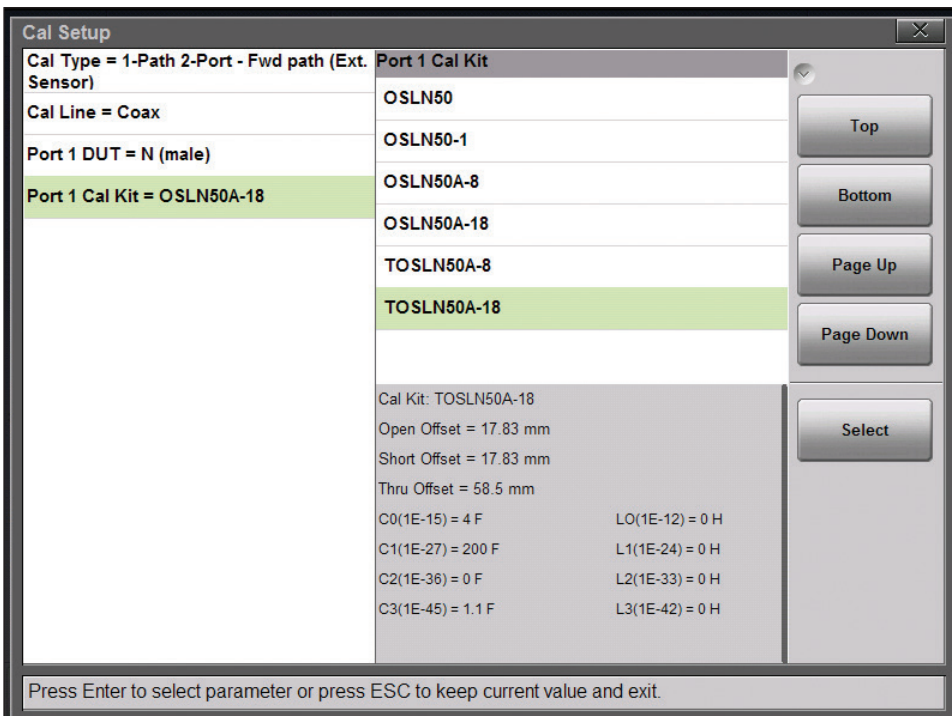 Cal Setup
Cal Type = 1-Path 2-Port - Fwd path (Ext.
Sensor)
Cal Line = Coax
Port 1 DUT = N (male)
Port 1 Cal Kit = OSLN50A-18
Port 1 Cal Kit
OSLN50
OSLN50-1
OSLN50A-8
OSLN50A-18
TOSLN50A-8
TOSLN50A-18
Cal Kit: TOSLN50A-18
Open Offset = 17.83 mm
Short Offset = 17.83 mm
Thru Offset = 58.5 mm
C0(1E-15) = 4 F LO(1E-12) = 0 H
C1(1E-27) = 200 F L1(1E-24) = 0 H
C2(1E-36) = 0 F L2(1E-33) = 0 H
C3(1E-45) = 1.1 F L3(1E-42) = 0 H
Top
Bottom
Page Up
Page Down
Select
Press Enter to select parameter or press ESC to keep current value and exit.